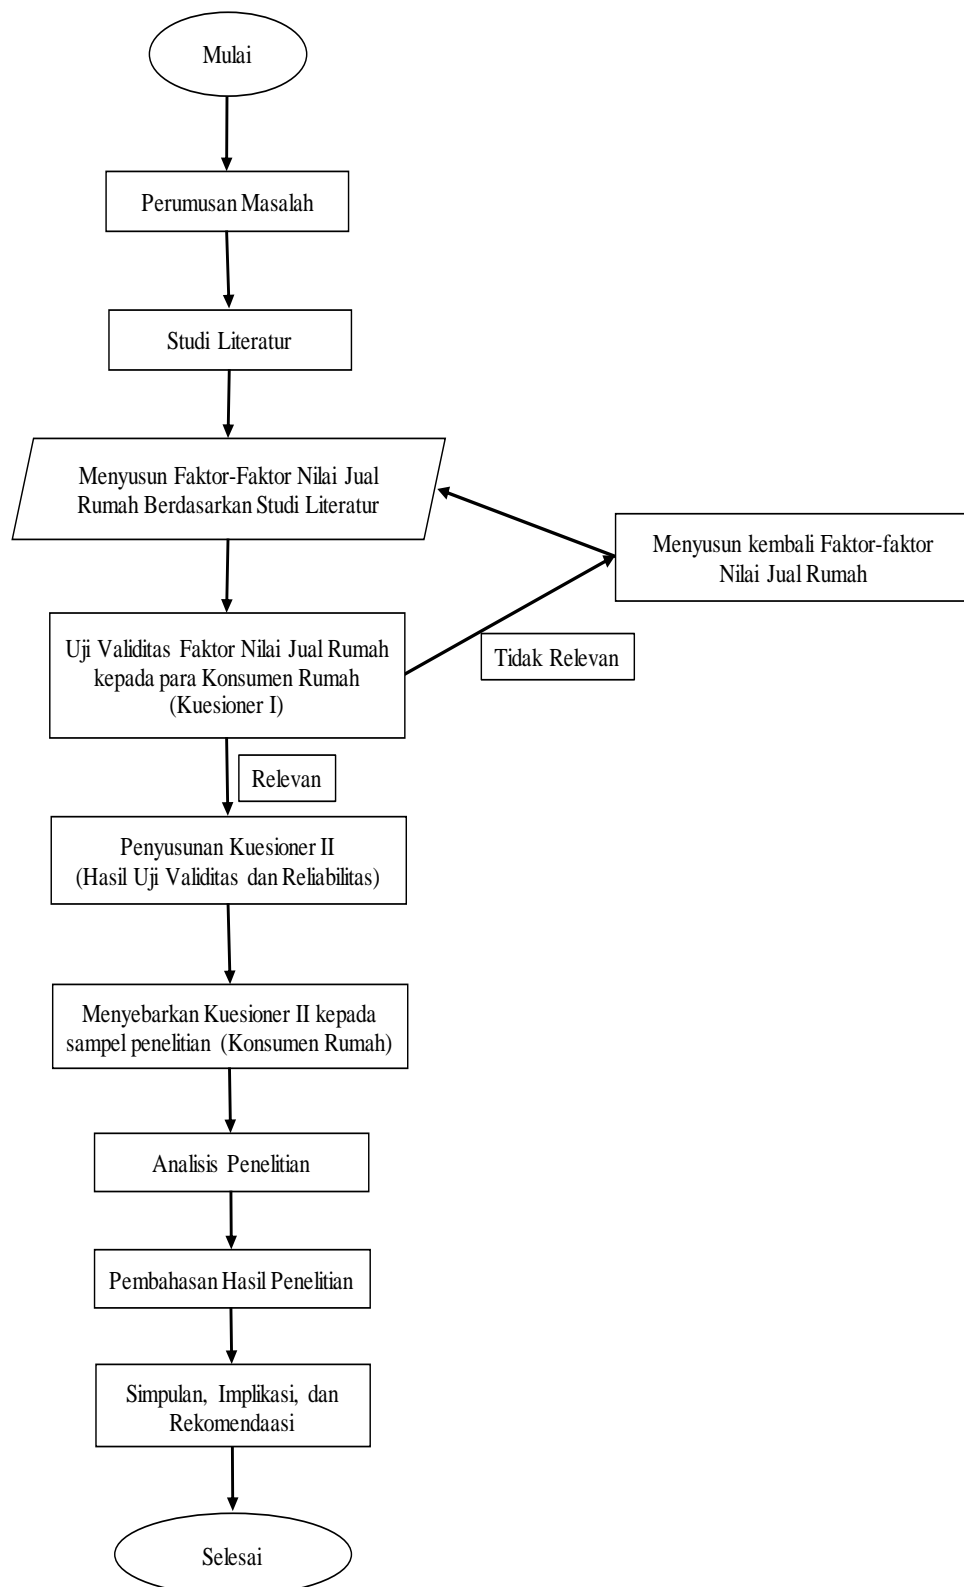 Mulai
Perumusan Masalah
Studi Literatur
Menyusun Faktor-Faktor Nilai Jual
Rumah Berdasarkan Studi Literatur
Menyusun kembali Faktor-faktor
Nilai Jual Rumah
Uji Validitas Faktor Nilai Jual Rumah
kepada para Konsumen Rumah
(Kuesioner I)
Tidak Relevan
Relevan
Penyusunan Kuesioner II
(Hasil Uji Validitas dan Reliabilitas)
Menyebarkan Kuesioner II kepada
sampel penelitian (Konsumen Rumah)
Analisis Penelitian
Pembahasan Hasil Penelitian
Simpulan, Implikasi, dan
Rekomendaasi
Selesai